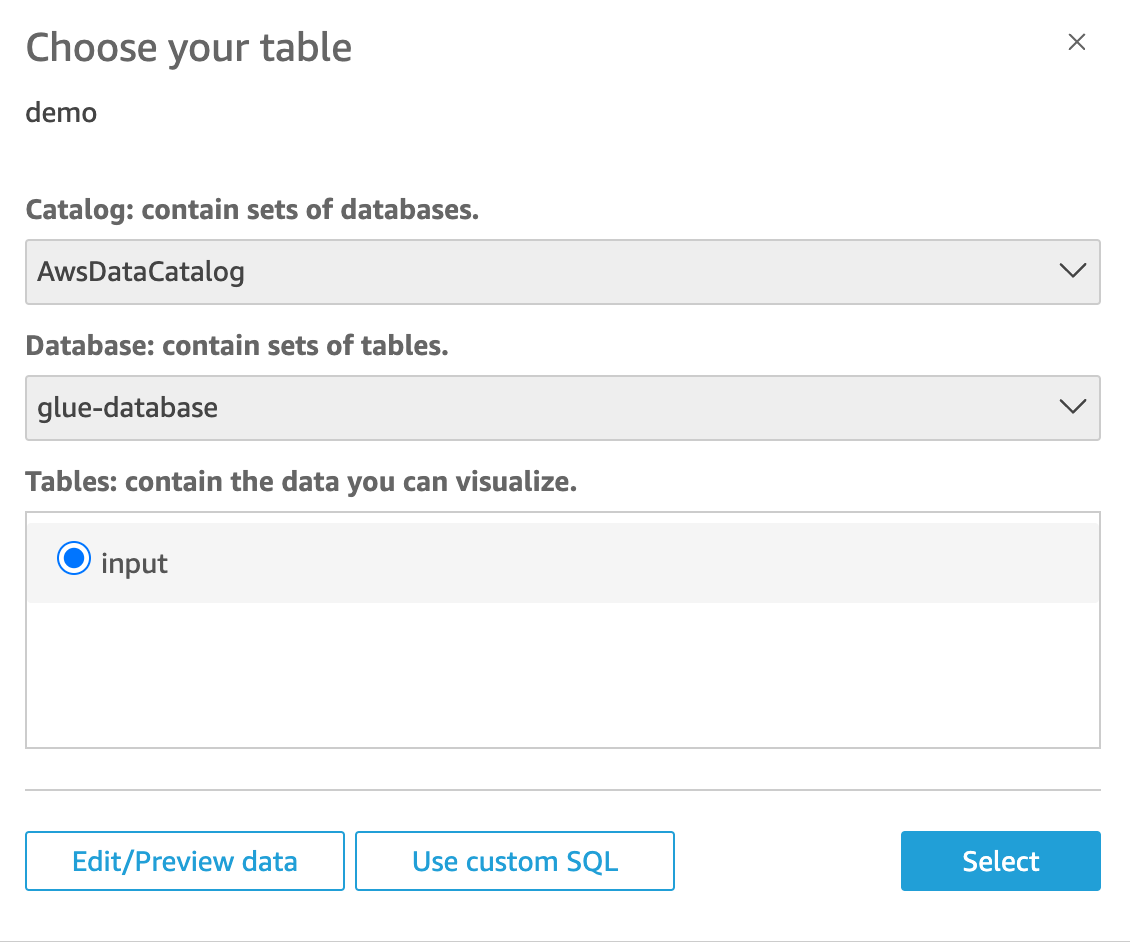 Choose your table
demo
Catalog: contain sets of databases.
AwsDataCatalog
Database: contain sets of tables.
glue-database
Tables: contain the data you can visualize.
input
Edit/Preview data
Use custom SQL
Select